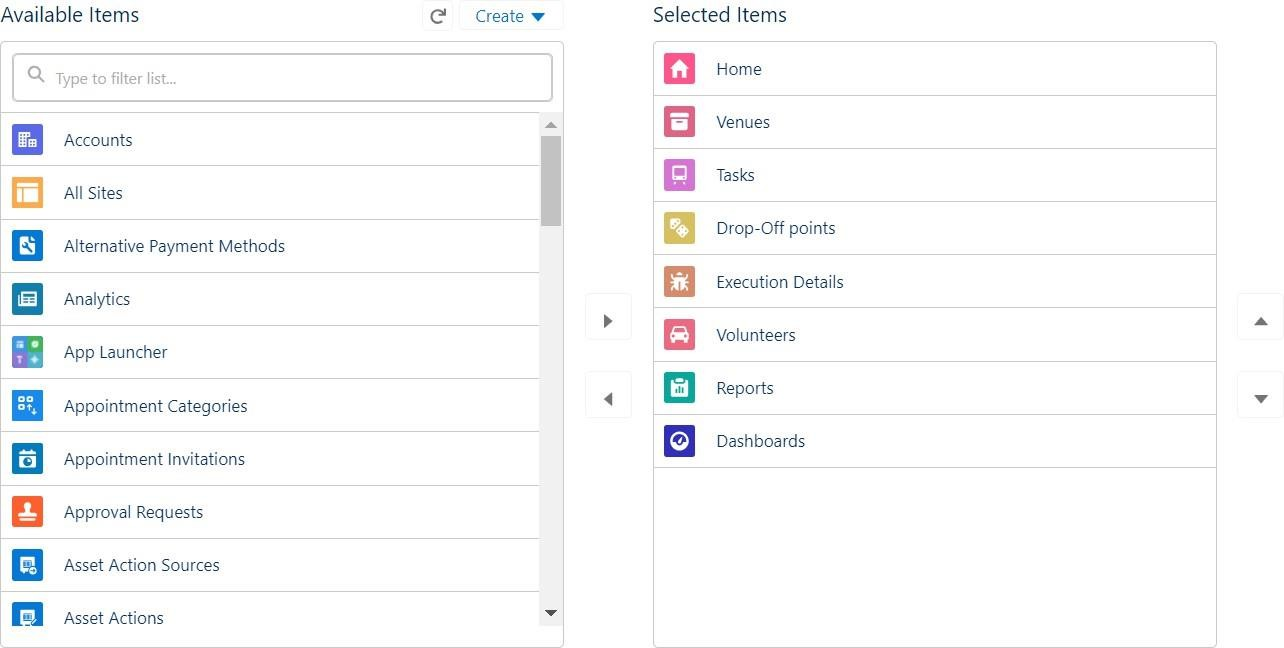 Available Items
Create
Type to filter list...
Accounts
All Sites
Alternative Payment Methods
Analytics
App Launcher
Appointment Categories
Appointment Invitations
Approval Requests
Asset Action Sources
Asset Actions
Selected Items
Home
Venues
Tasks
Drop-Off points
Execution Details
Volunteers
Reports
Dashboards